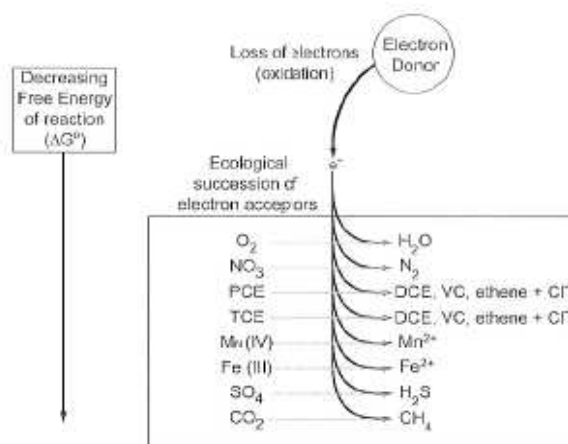 Electron
Donor
Loss of electrons
(oxidation)
Decreasing
Free Energy
of reaction
(ΔG°)
e⁻
Ecological
succession of
electron acceptors
O₂ H₂O
NO₃ N₂
PCE DCE, VC, ethene + Cl⁻
TCE DCE, VC, ethene + Cl⁻
Mn (IV) Mn²⁺
Fe (III) Fe²⁺
SO₄ H₂S
CO₂ CH₄